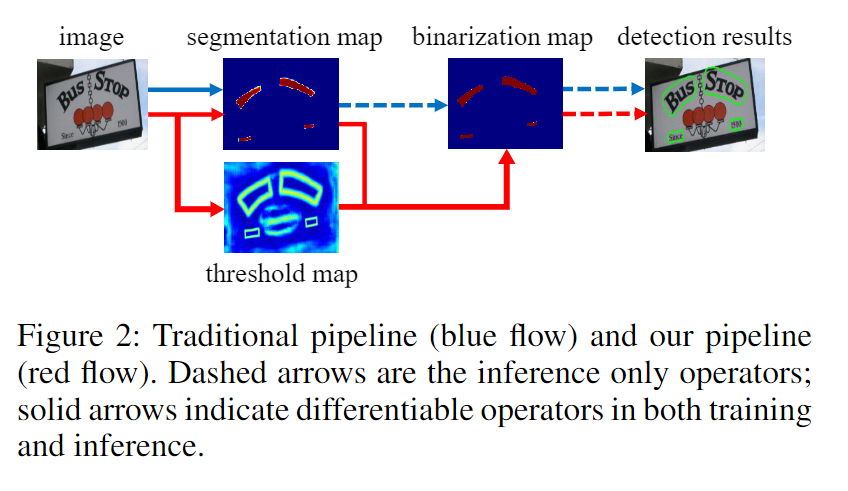 image segmentation map binarization map detection results
BUS STOP
Since 1900
BUS STOP
Since 1900
threshold map
Figure 2: Traditional pipeline (blue flow) and our pipeline
(red flow). Dashed arrows are the inference only operators;
solid arrows indicate differentiable operators in both training
and inference.